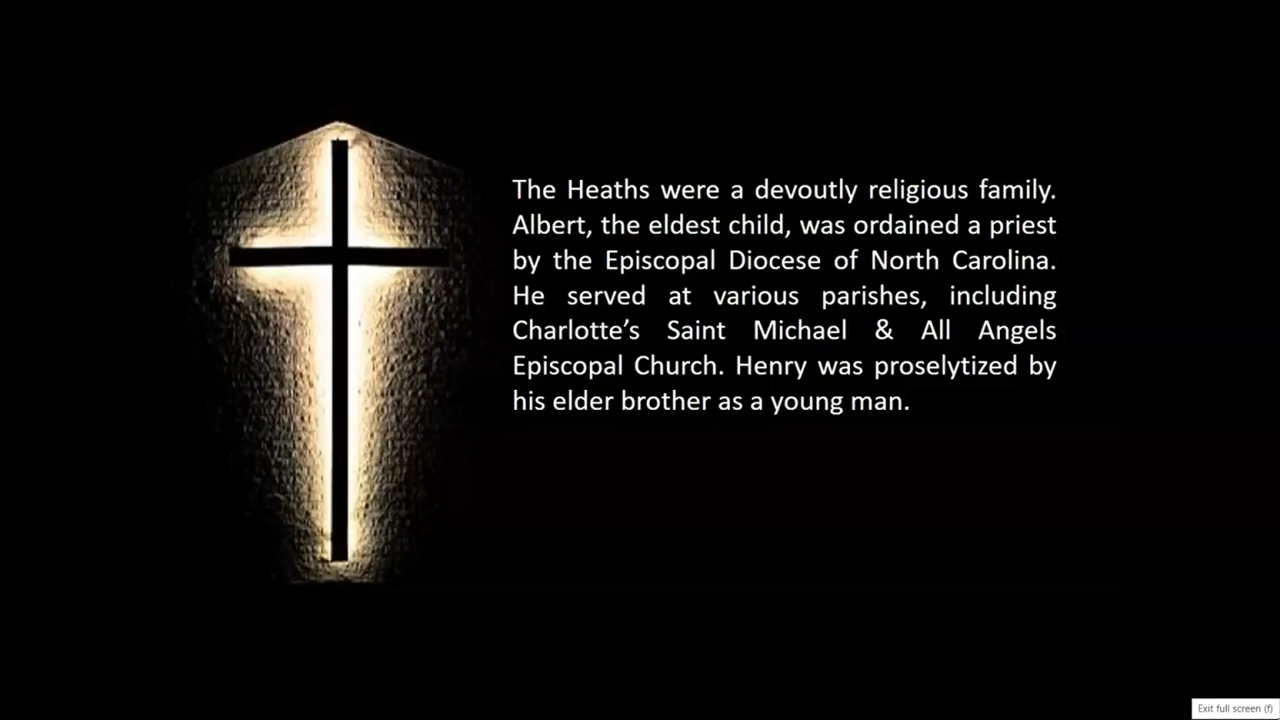 The Heaths were a devoutly religious family.
Albert, the eldest child, was ordained a priest
by the Episcopal Diocese of North Carolina.
He served at various parishes, including
Charlotte’s Saint Michael & All Angels
Episcopal Church. Henry was proselytized by
his elder brother as a young man.
Exit full screen (f)